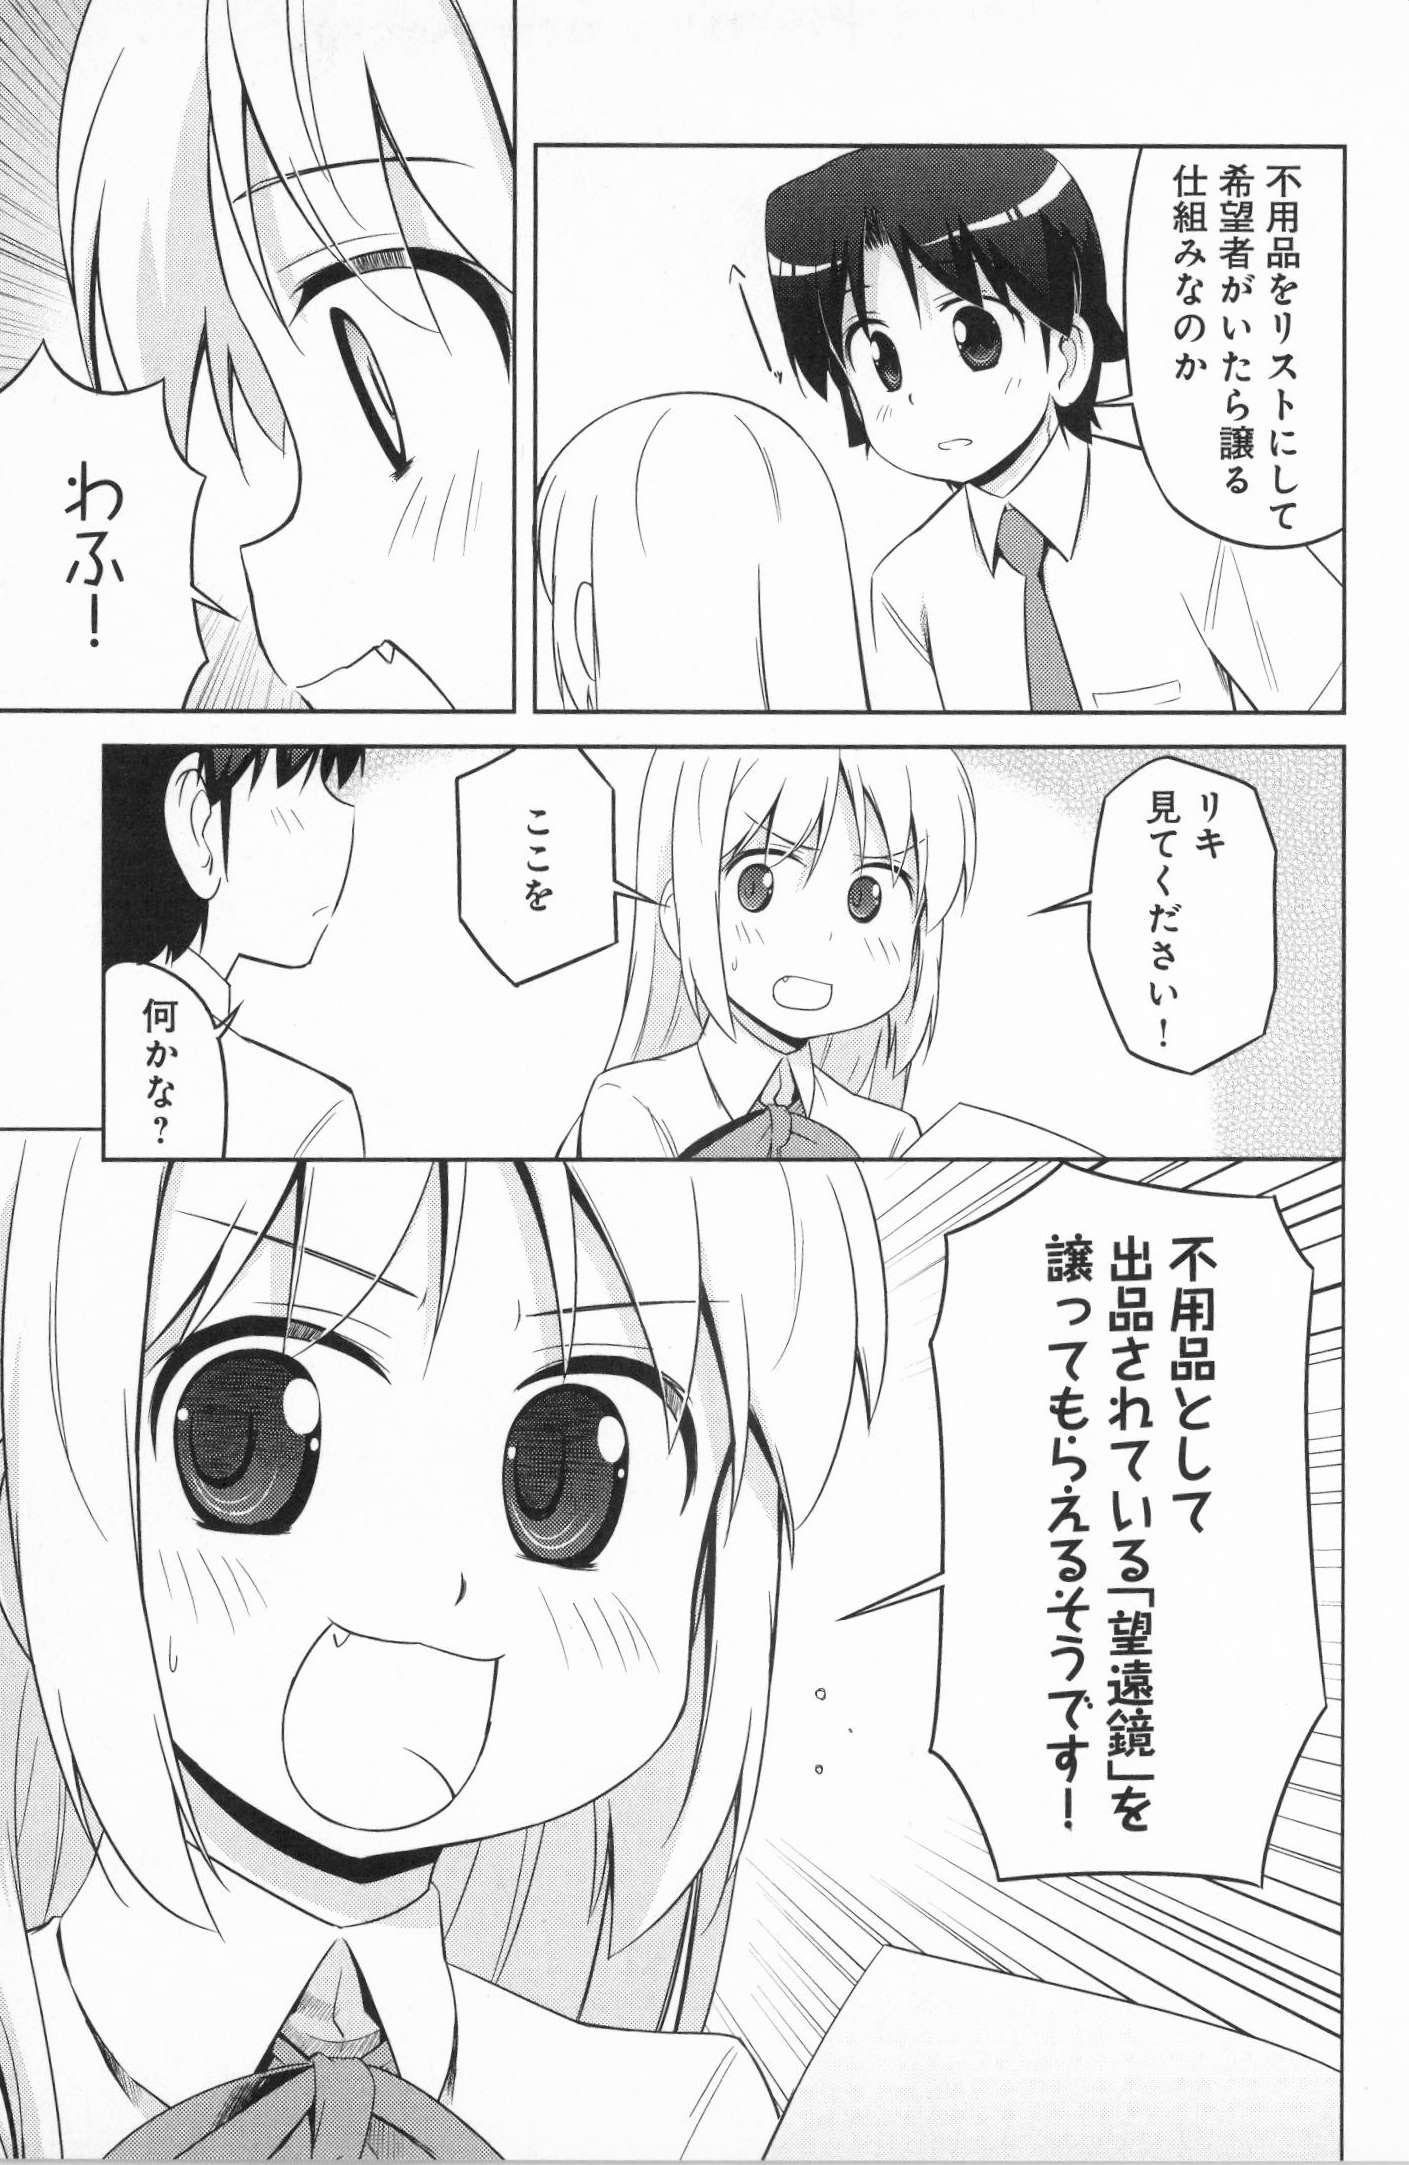 不用品をリストにして
希望者がいたら譲る
仕組みなのか
わふー!
リキ
見てください!
ここを
何かな?
不用品として
出品されている「望遠鏡」を
譲ってもらえるそうです!